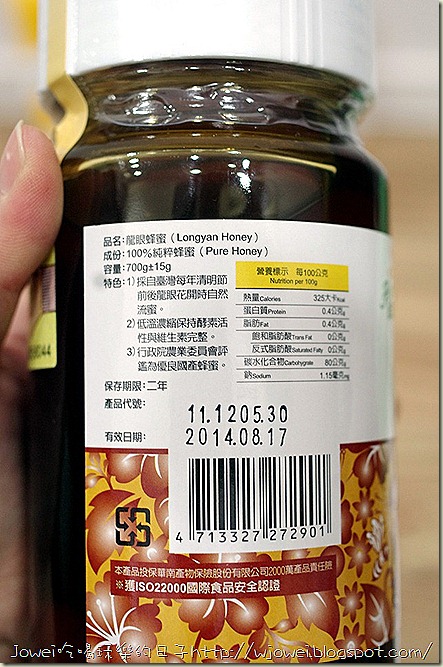 品名:龍眼蜂蜜(Longyan Honey)
成份:100%純粹蜂蜜(Pure Honey)
容量:700g±15g
特色:1)採自臺灣每年清明節
前後龍眼花開時自然
流蜜。
2)低溫濃縮保持酵素活
性與維生素完整。
3)行政院農業委員會評
鑑為優良國產蜂蜜。
保存期限:二年
產品代號:
11.1205.30
有效日期:
2014.08.17
營養標示 每100公克
Nutrition per 100g
熱量Calories 325大卡kcal
蛋白質Protein 0.4公克g
脂肪Fat 0.4公克g
飽和脂肪酸Trans Fat 0公克g
反式脂肪酸Saturated Fatty 0公克g
碳水化合物Carbohydrate 80公克g
鈉Sodium 1.15毫克mg
4 713327 272901
本產品投保華南產物保險股份有限公司2000萬產品責任險
※獲ISO22000國際食品安全認證
Jowei吃喝玩樂的日子http://wjowei.blogspot.com/